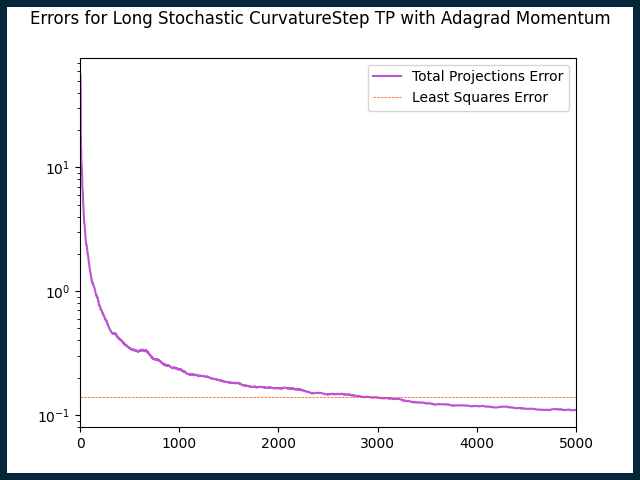 Errors for Long Stochastic CurvatureStep TP with Adagrad Momentum
Total Projections Error
Least Squares Error
10¹
10⁰
10⁻¹
0 1000 2000 3000 4000 5000